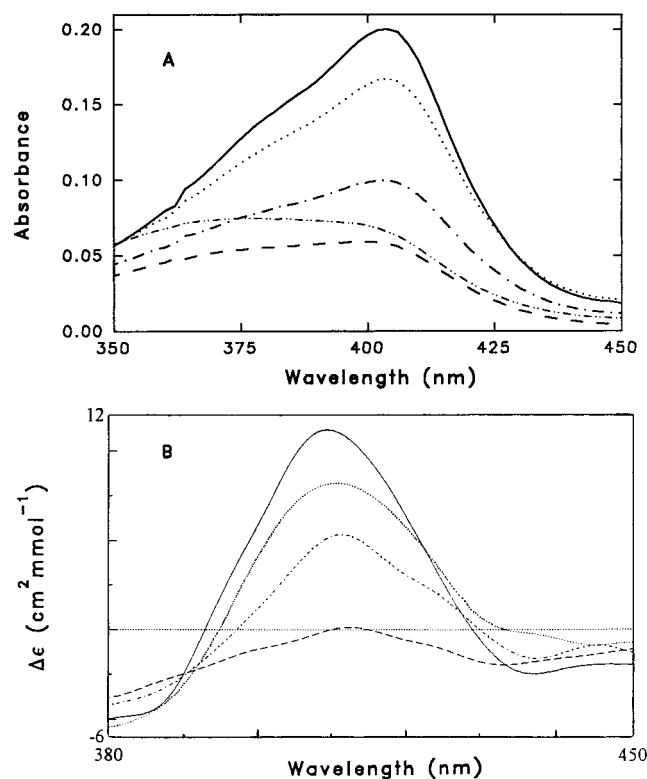 0.20
A
0.15
0.10
0.05
0.00
Absorbance
350 375 400 425 450
Wavelength (nm)
12
B
Δϵ (cm² mmol⁻¹)
-6
380 450
Wavelength (nm)